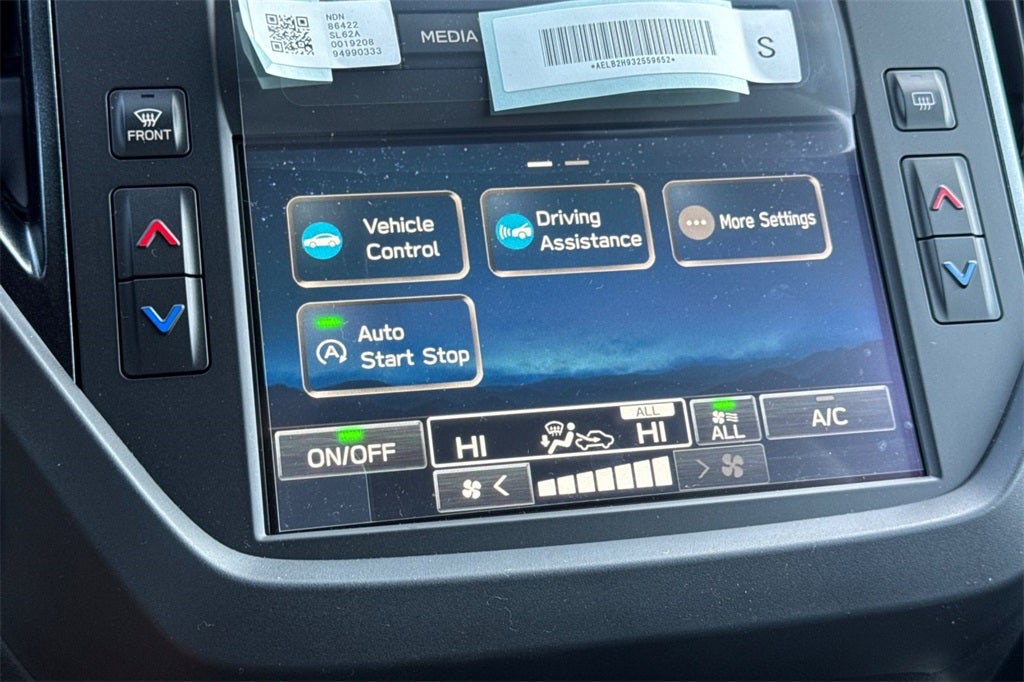 NDN
86422
SL62A
0019208
94990333
MEDIA
*AELB2H932559652*
S
FRONT
Vehicle
Control
Driving
Assistance
More Settings
A
Auto
Start Stop
ON/OFF
HI
ALL
HI
ALL
A/C